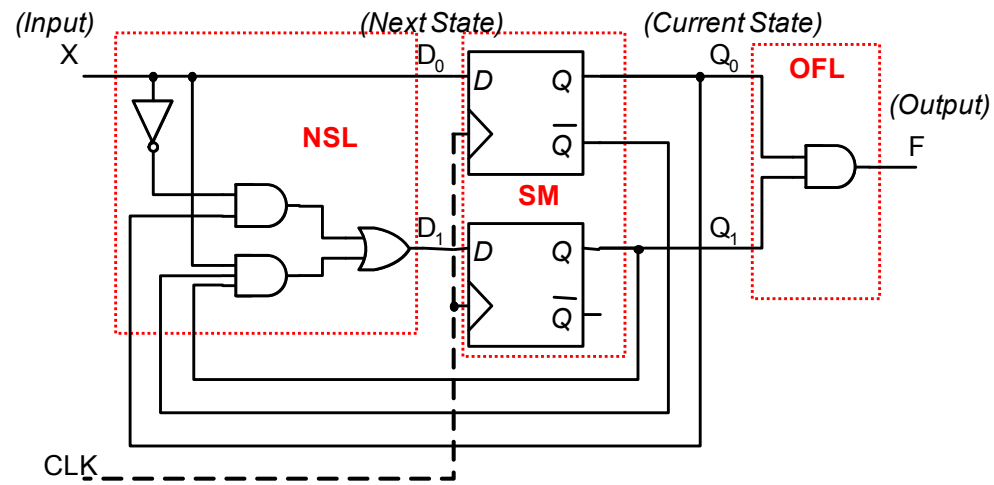 (Input)
(Next State)
(Current State)
X
D0
Q0
OFL
D
Q
(Output)
NSL
Q̅
F
SM
D1
Q1
D
Q
Q̅
CLK